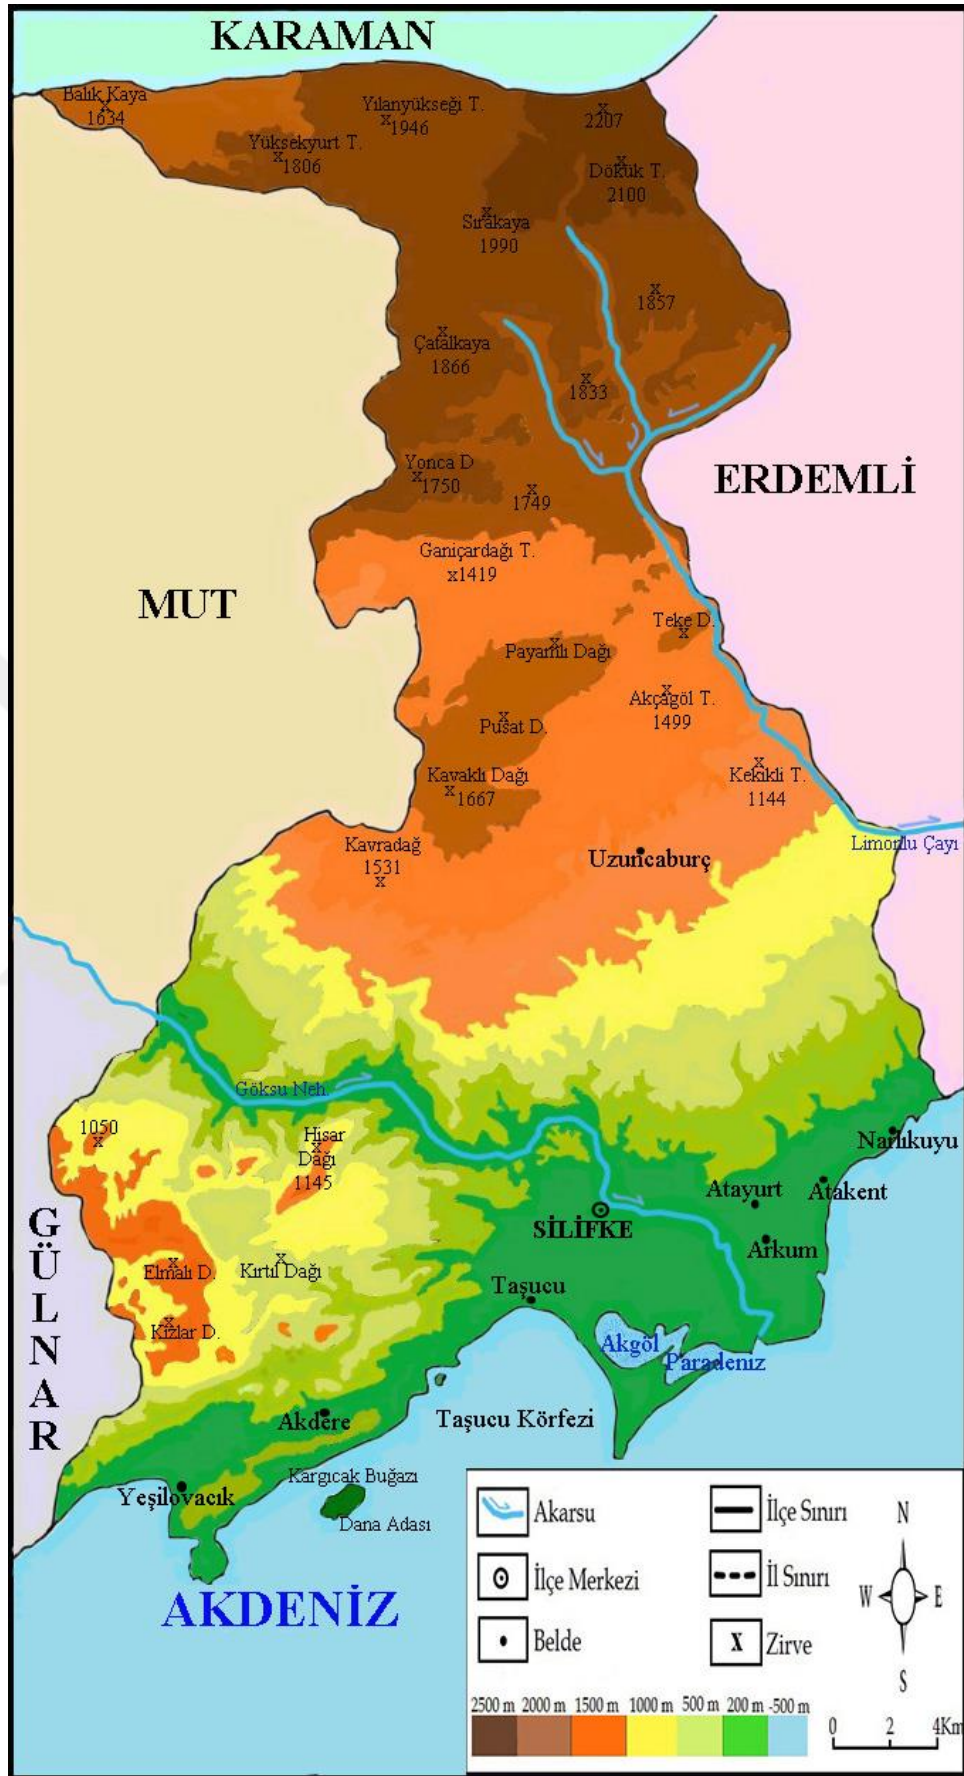 KARAMAN
Balık Kaya
x
1634
Yılanyükseği T.
x
1946
x
2207
Yüksekyurt T.
x
1806
x
Dökük T.
2100
x
Sırakaya
1990
x
1857
x
Çatalkaya
1866
x
1833
Yonca D
x
1750
x
1749
ERDEMLİ
Ganiçardağı T.
x1419
MUT
Teke D.
x
x
Payamlı Dağı
x
Akçagöl T.
1499
x
Pusat D.
x
Kekikli T.
1144
Kavaklı Dağı
x
1667
Kavradağ
1531
x
Uzuncaburç
Limonlu Çayı
Göksu Neh.
1050
x
Hisar
x
Dağı
1145
Narlıkuyu
Atayurt
Atakent
SİLİFKE
Arkum
GÜLNAR
x
Elmalı D.
x
Kırtıl Dağı
x
Kızlar D.
Taşucu
Akgöl
Paradeniz
Akdere
Taşucu Körfezi
Kargıcak Buğazı
Yeşilovacık
Dana Adası
AKDENİZ
Akarsu
İlçe Sınırı
N
İlçe Merkezi
İl Sınırı
W E
Belde
X Zirve
S
2500 m 2000 m 1500 m 1000 m 500 m 200 m -500 m
0 2 4Km